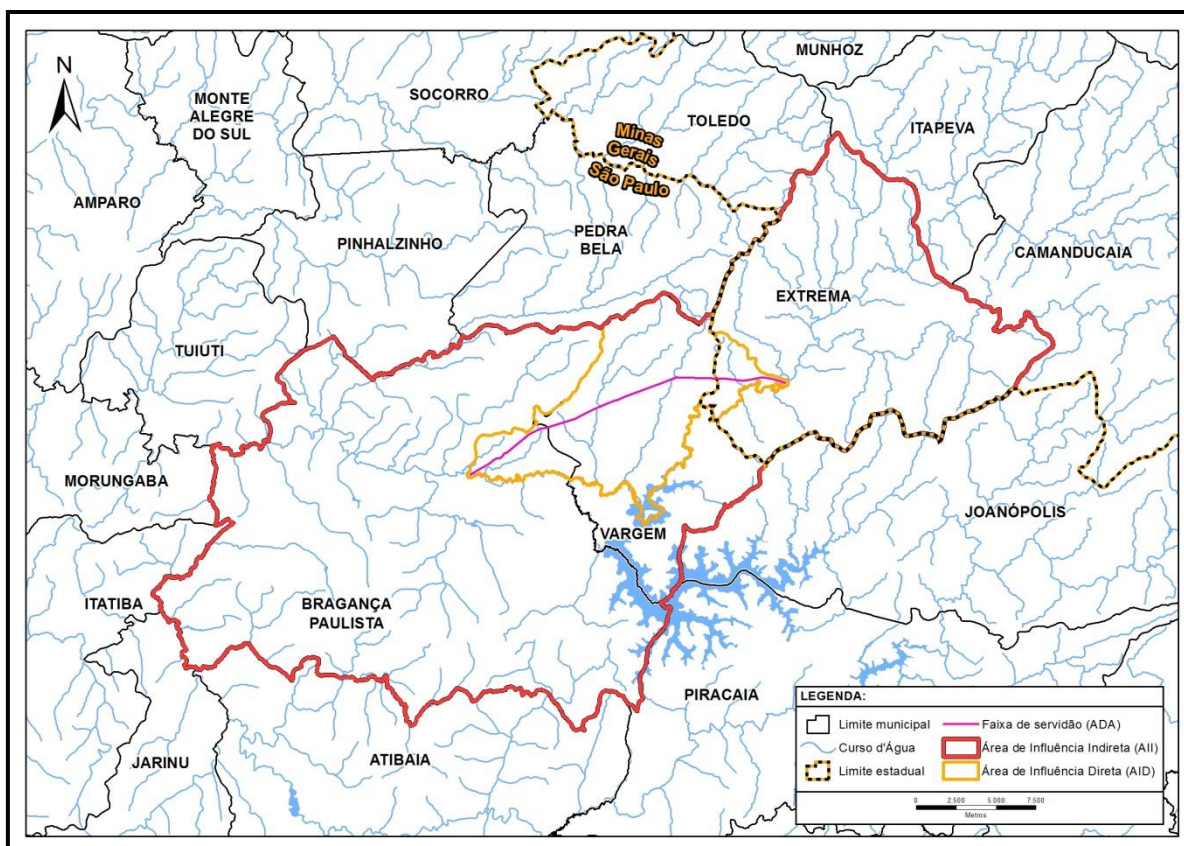 MUNHOZ
N
SOCORRO
MONTE
ALEGRE
DO SUL
TOLEDO
ITAPEVA
Minas
Gerais
São Paulo
AMPARO
PEDRA
BELA
PINHALZINHO
CAMANDUCAIA
EXTREMA
TUIUTI
MORUNGABA
JOANÓPOLIS
VARGEM
ITATIBA
BRAGANÇA
PAULISTA
PIRACAIA
JARINU
ATIBAIA
LEGENDA:
Limite municipal
Faixa de servidão (ADA)
Curso d'Água
Área de Influência Indireta (AII)
Limite estadual
Área de Influência Direta (AID)
0 2.500 5.000 7.500
Metros